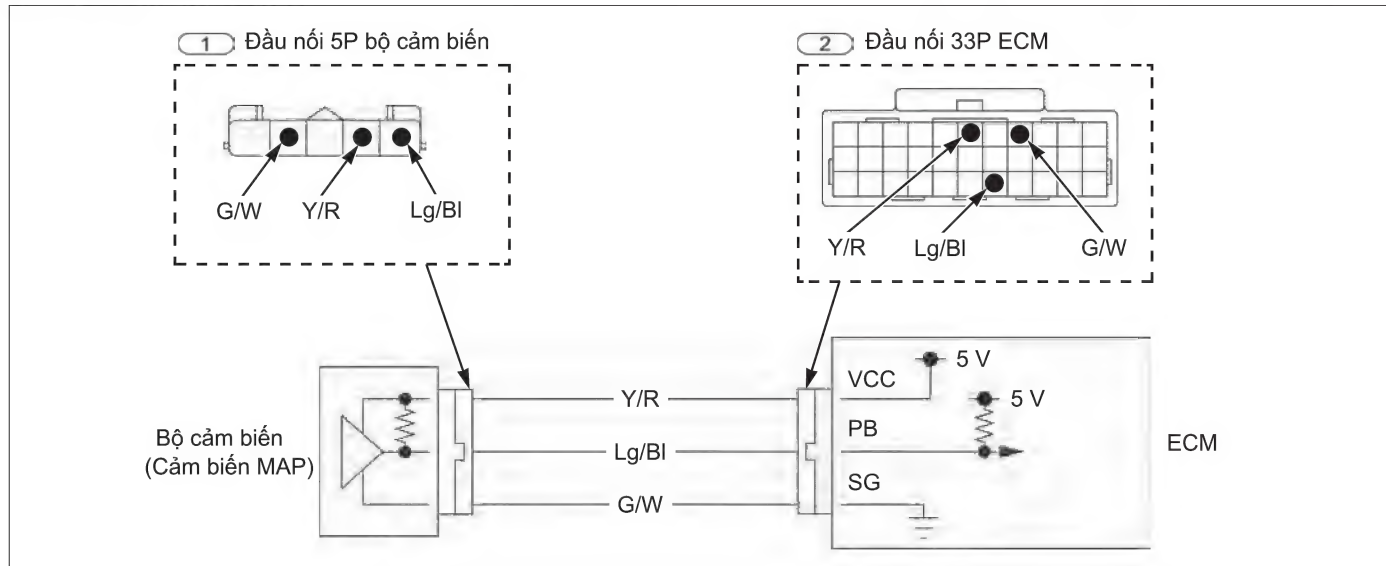 1 Đầu nối 5P bộ cảm biến
2 Đầu nối 33P ECM
G/W Y/R Lg/Bl
Y/R Lg/Bl G/W
VCC 5 V
Y/R
5 V
PB
Bộ cảm biến
(Cảm biến MAP)
Lg/Bl
ECM
SG
G/W